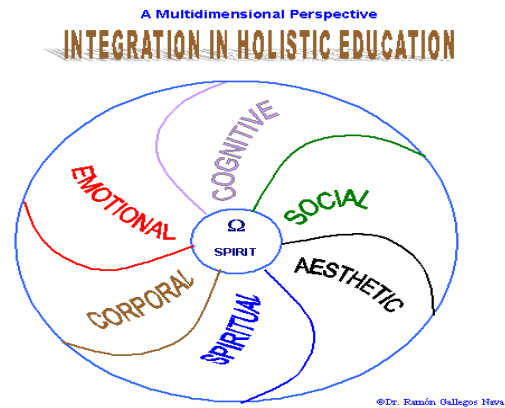 A Multidimensional Perspective
INTEGRATION IN HOLISTIC EDUCATION
COGNITIVE
EMOTIONAL
SOCIAL
Ω
SPIRIT
AESTHETIC
CORPORAL
SPIRITUAL
©Dr. Ramón Gallegos Nava